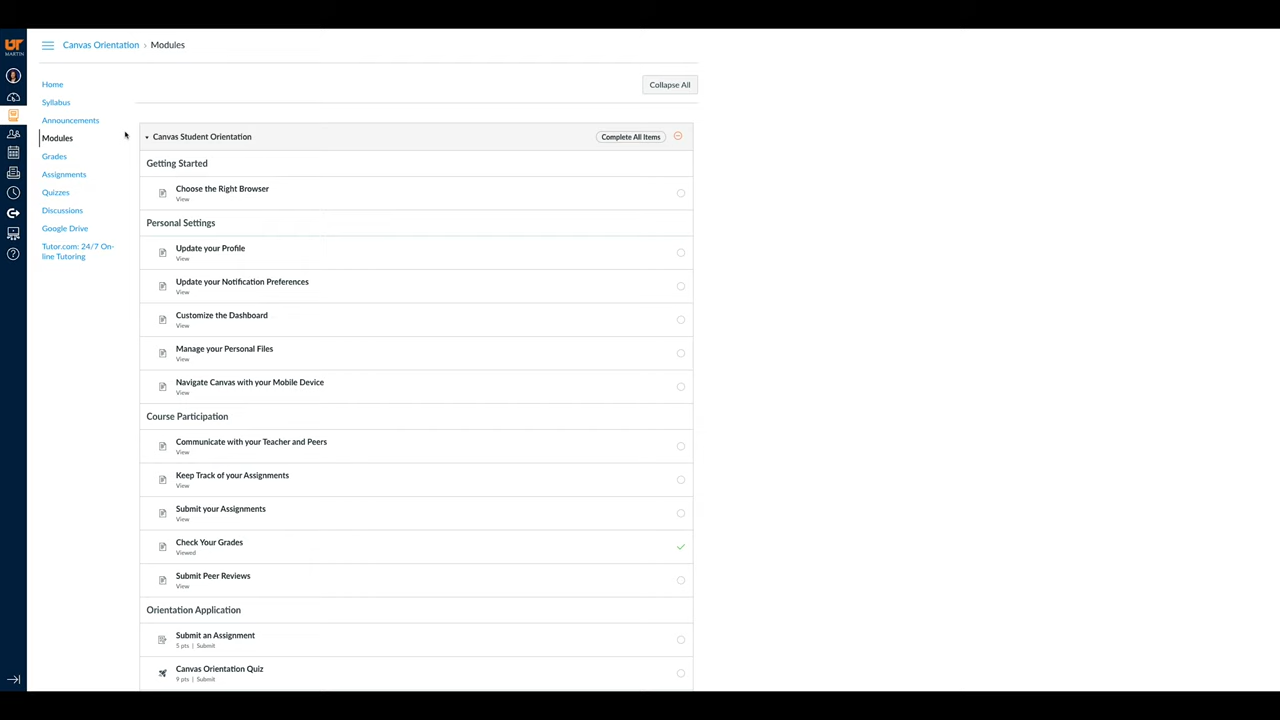 UT
MARTIN
Canvas Orientation › Modules
Home
Syllabus
Announcements
Modules
Grades
Assignments
Quizzes
Discussions
Google Drive
Tutor.com: 24/7 On-
line Tutoring
Collapse All
Canvas Student Orientation
Complete All Items
Getting Started
Choose the Right Browser
View
Personal Settings
Update your Profile
View
Update your Notification Preferences
View
Customize the Dashboard
View
Manage your Personal Files
View
Navigate Canvas with your Mobile Device
View
Course Participation
Communicate with your Teacher and Peers
View
Keep Track of your Assignments
View
Submit your Assignments
View
Check Your Grades
Viewed
Submit Peer Reviews
View
Orientation Application
Submit an Assignment
5 pts | Submit
Canvas Orientation Quiz
9 pts | Submit